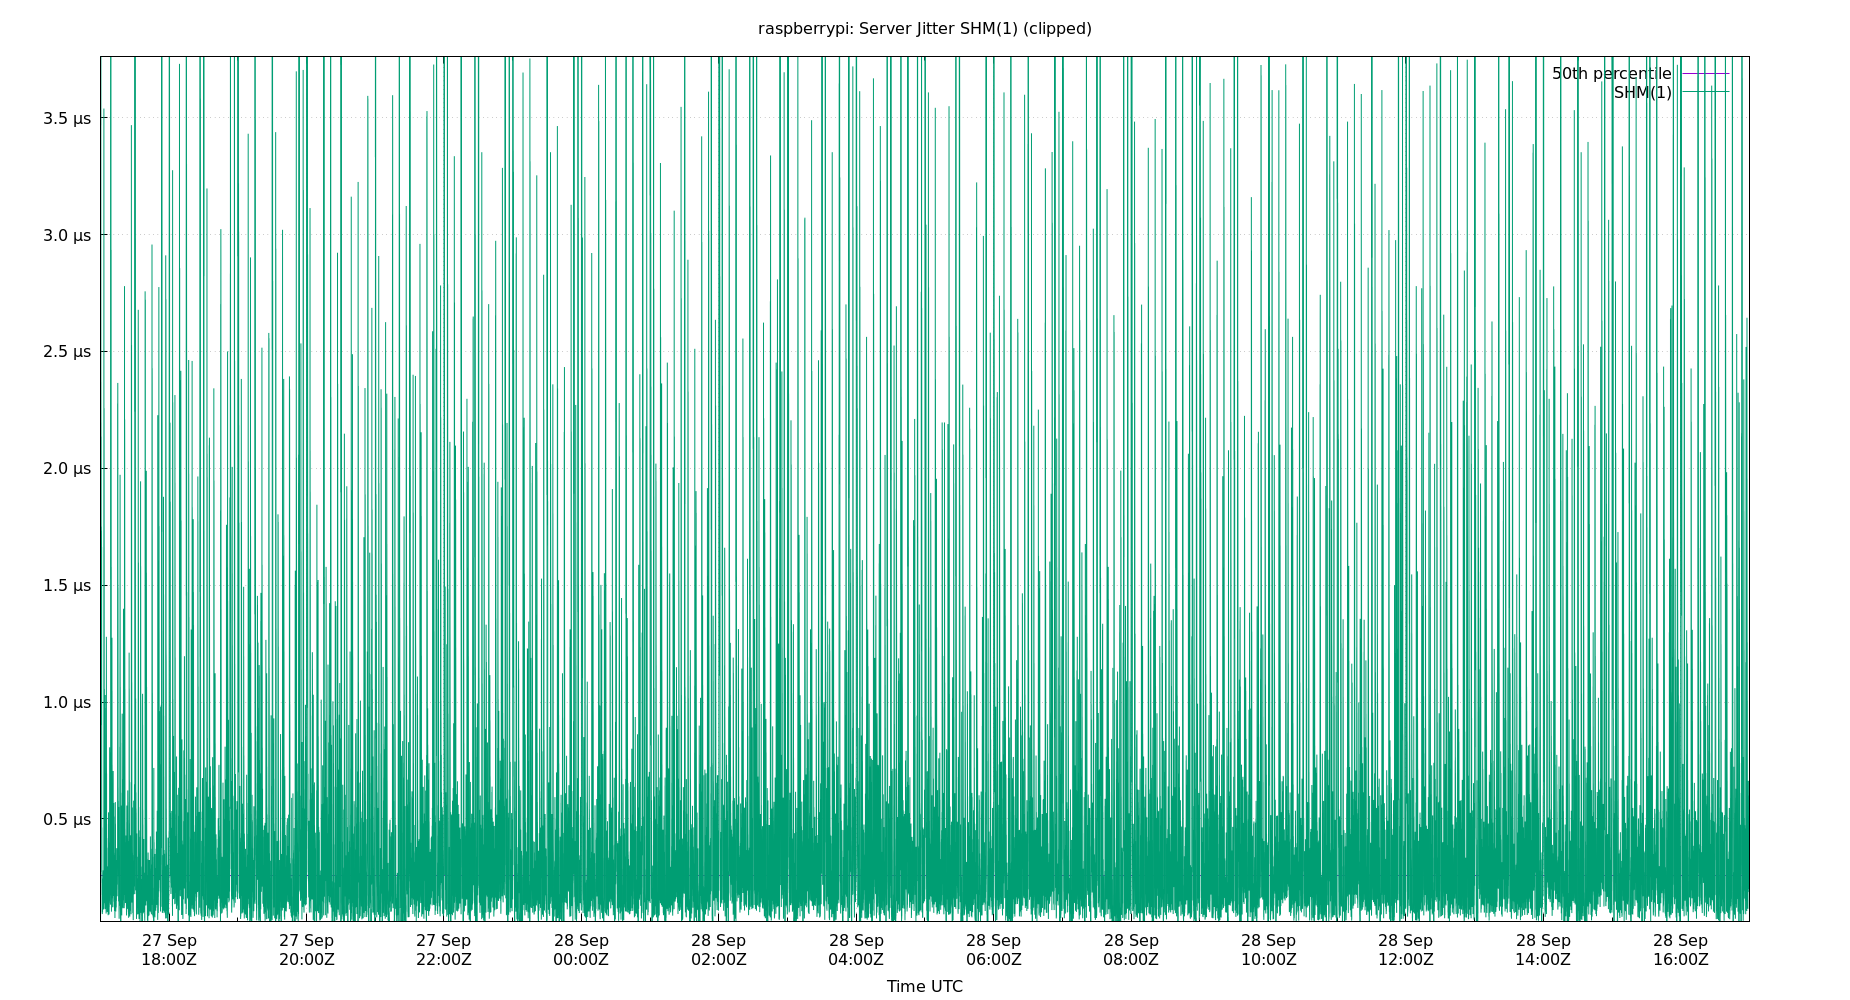 raspberrypi: Server Jitter SHM(1) (clipped)
50th percentile
SHM(1)
3.5 µs
3.0 µs
2.5 µs
2.0 µs
1.5 µs
1.0 µs
0.5 µs
27 Sep 27 Sep 27 Sep 28 Sep 28 Sep 28 Sep 28 Sep 28 Sep 28 Sep 28 Sep 28 Sep 28 Sep
18:00Z 20:00Z 22:00Z 00:00Z 02:00Z 04:00Z 06:00Z 08:00Z 10:00Z 12:00Z 14:00Z 16:00Z
Time UTC